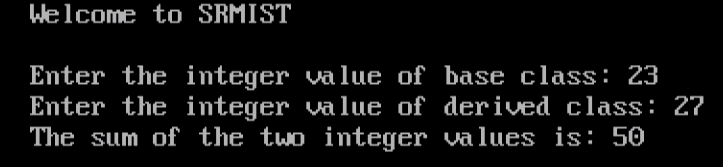 Welcome to SRMIST
Enter the integer value of base class: 23
Enter the integer value of derived class: 27
The sum of the two integer values is: 50